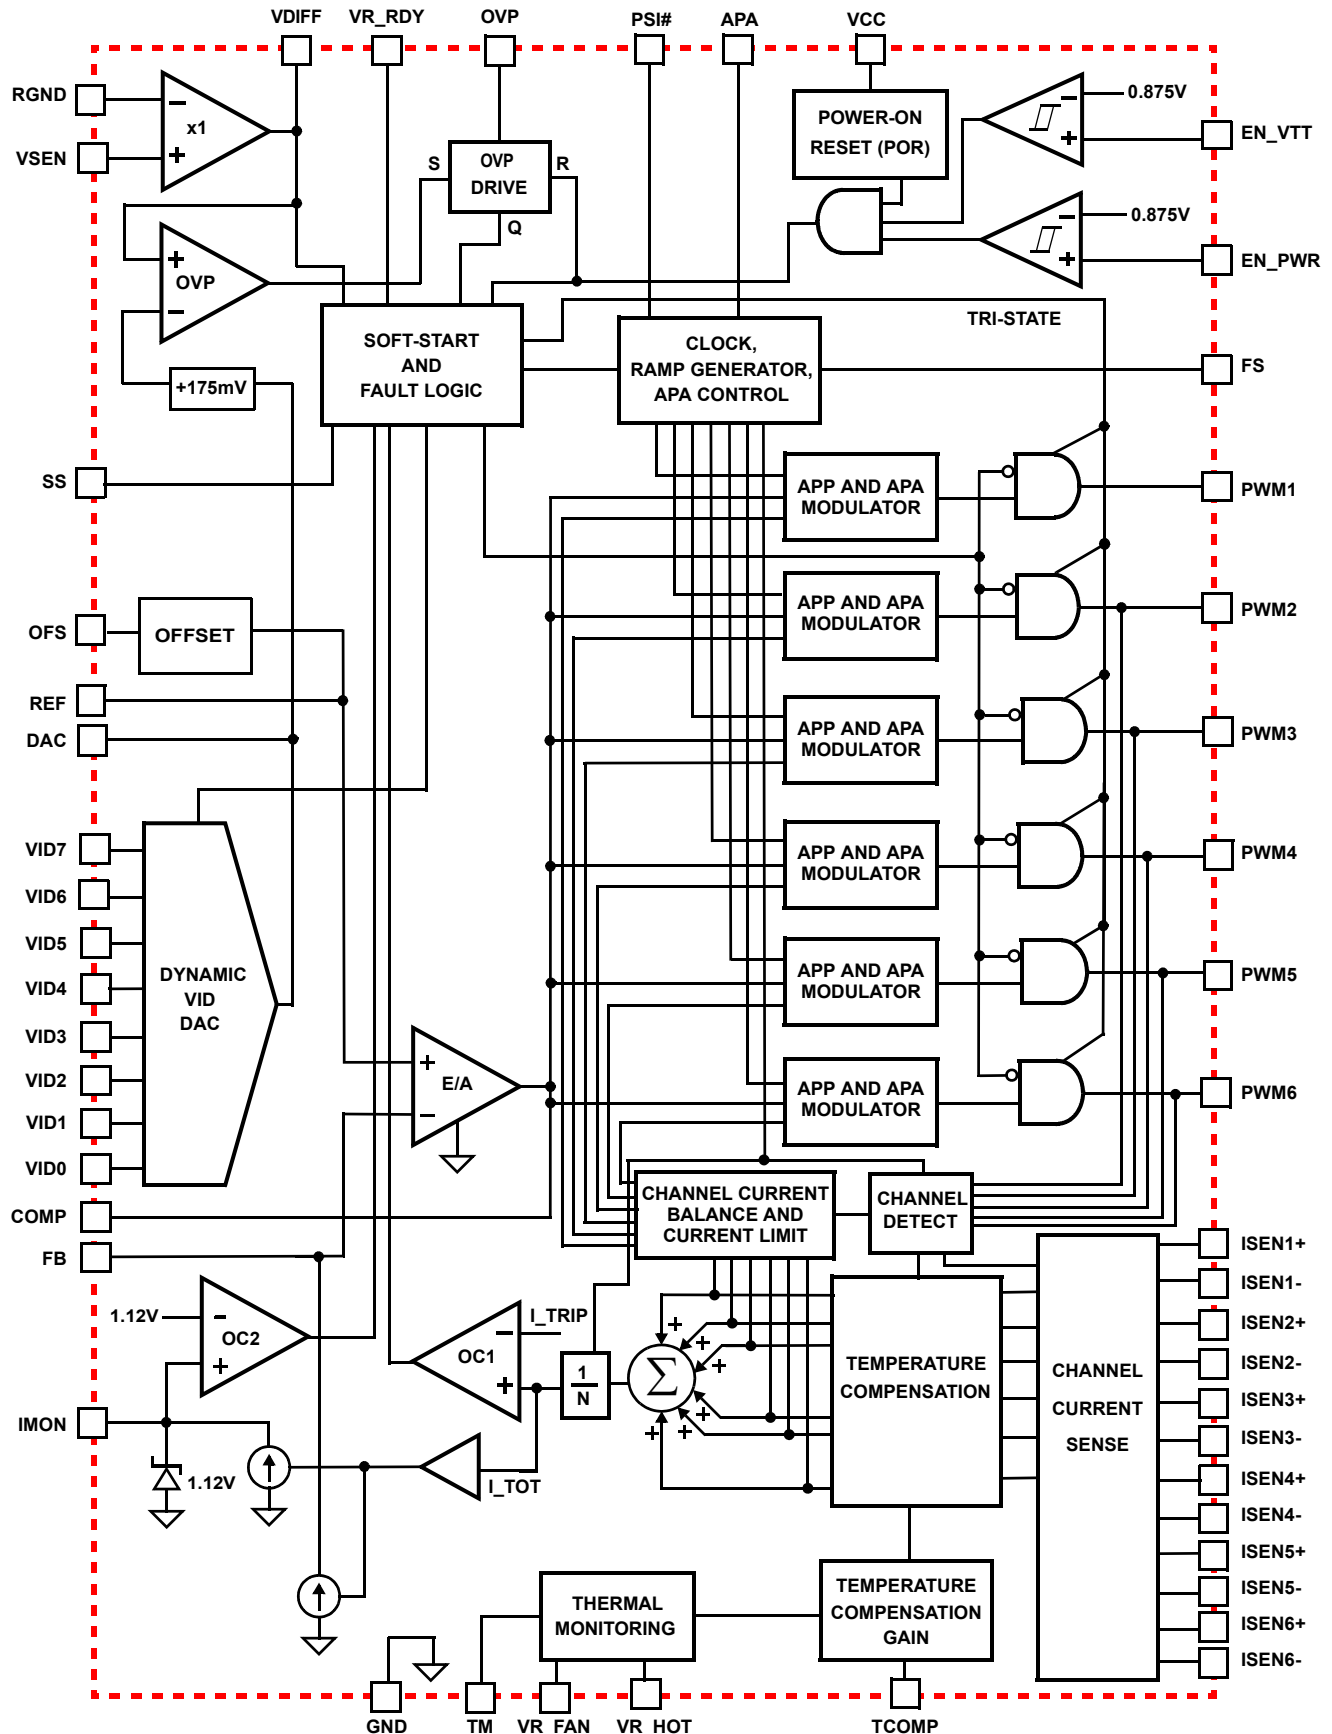 VDIFF VR_RDY OVP PSI# APA VCC
RGND
x1
VSEN
0.875V
EN_VTT
POWER-ON
RESET (POR)
S
OVP
DRIVE
R
Q
0.875V
EN_PWR
OVP
TRI-STATE
SOFT-START
AND
FAULT LOGIC
CLOCK,
RAMP GENERATOR,
APA CONTROL
FS
+175mV
SS
APP AND APA
MODULATOR
PWM1
APP AND APA
MODULATOR
PWM2
OFS
OFFSET
REF
DAC
APP AND APA
MODULATOR
PWM3
VID7
VID6
VID5
VID4
VID3
VID2
VID1
VID0
DYNAMIC
VID
DAC
APP AND APA
MODULATOR
PWM4
APP AND APA
MODULATOR
PWM5
+
E/A
−
APP AND APA
MODULATOR
PWM6
COMP
FB
CHANNEL CURRENT
BALANCE AND
CURRENT LIMIT
CHANNEL
DETECT
1.12V
OC2
I_TRIP
OC1
1
N
Σ
TEMPERATURE
COMPENSATION
CHANNEL
CURRENT
SENSE
ISEN1+
ISEN1-
ISEN2+
ISEN2-
ISEN3+
ISEN3-
ISEN4+
ISEN4-
ISEN5+
ISEN5-
ISEN6+
ISEN6-
IMON
1.12V
I_TOT
THERMAL
MONITORING
TEMPERATURE
COMPENSATION
GAIN
GND TM VR_FAN VR_HOT TCOMP